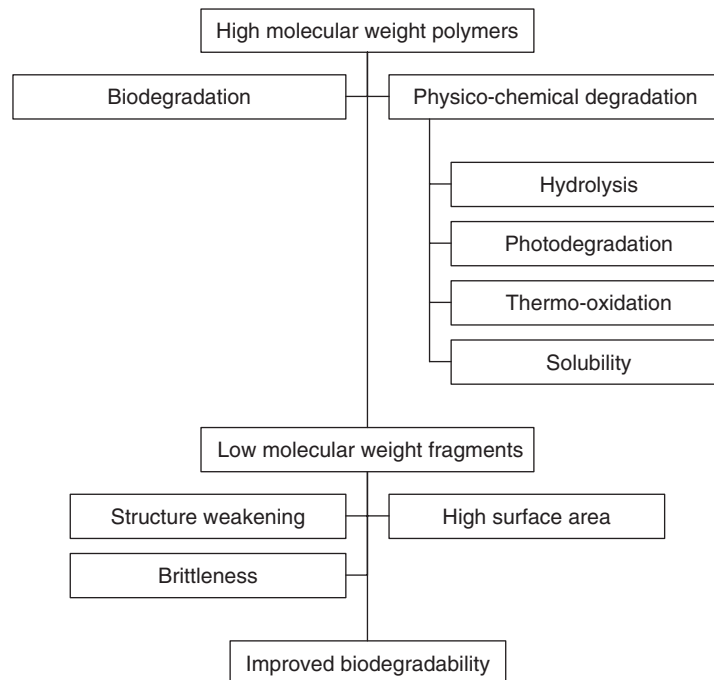 High molecular weight polymers
Biodegradation
Physico-chemical degradation
Hydrolysis
Photodegradation
Thermo-oxidation
Solubility
Low molecular weight fragments
Structure weakening
High surface area
Brittleness
Improved biodegradability